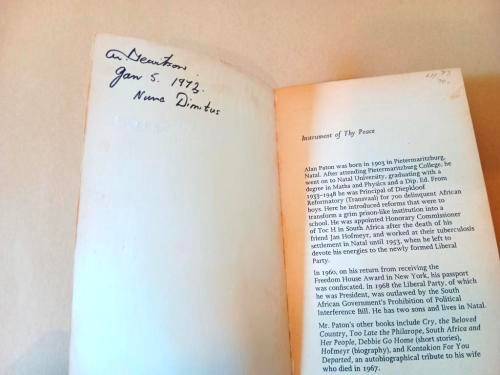 Jan 5. 1973.
Nunc Dimitus
Instrument of Thy Peace
Alan Paton was born in 1903 in Pietermaritzburg,
Natal. After attending Pietermaritzburg College, he
went on to Natal University, graduating with a
degree in Maths and Physics and a Dip. Ed. From
1935–1948 he was Principal of Diepkloof
Reformatory (Transvaal) for 700 delinquent African
boys. Here he introduced reforms that were to
transform a grim prison-like institution into a
school. He was appointed Honorary Commissioner
of Toc H in South Africa after the death of his
friend Jan Hofmeyr, and worked at their tuberculosis
settlement in Natal until 1953, when he left to
devote his energies to the newly formed Liberal
Party.
In 1960, on his return from receiving the
Freedom House Award in New York, his passport
was confiscated. In 1968 the Liberal Party, of which
he was President, was outlawed by the South
African Government's Prohibition of Political
Interference Bill. He has two sons and lives in Natal.
Mr. Paton's other books include Cry, the Beloved
Country, Too Late the Phalrope, South Africa and
Her People, Debbie Go Home (short stories),
Hofmeyr (biography), and Kontakion For You
Departed, an autobiographical tribute to his wife
who died in 1967.